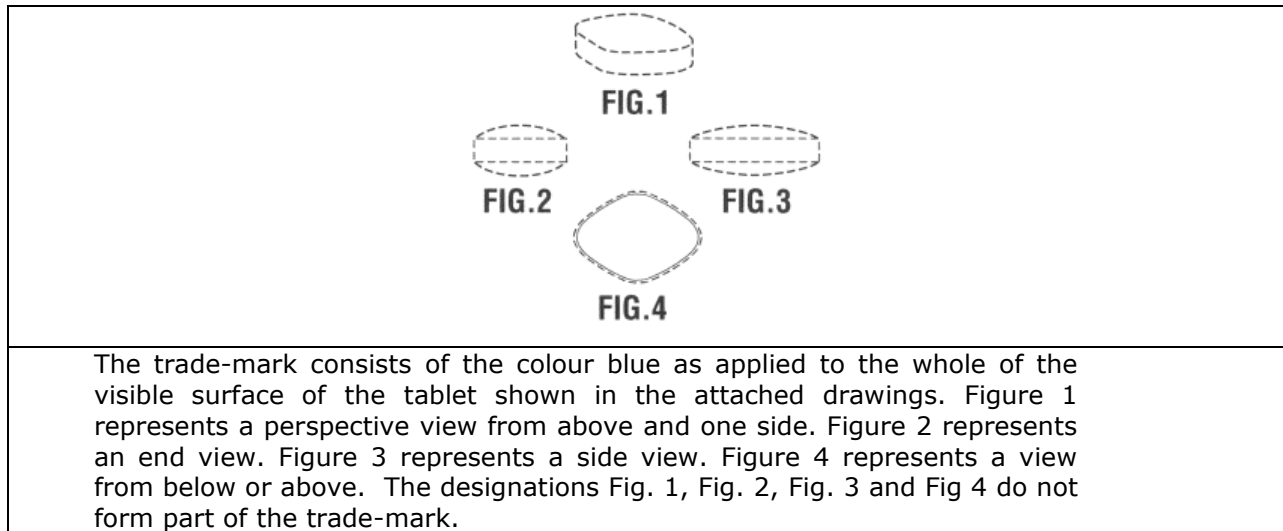 FIG.1
FIG.2
FIG.3
FIG.4
The trade-mark consists of the colour blue as applied to the whole of the
visible surface of the tablet shown in the attached drawings. Figure 1
represents a perspective view from above and one side. Figure 2 represents
an end view. Figure 3 represents a side view. Figure 4 represents a view
from below or above. The designations Fig. 1, Fig. 2, Fig. 3 and Fig 4 do not
form part of the trade-mark.